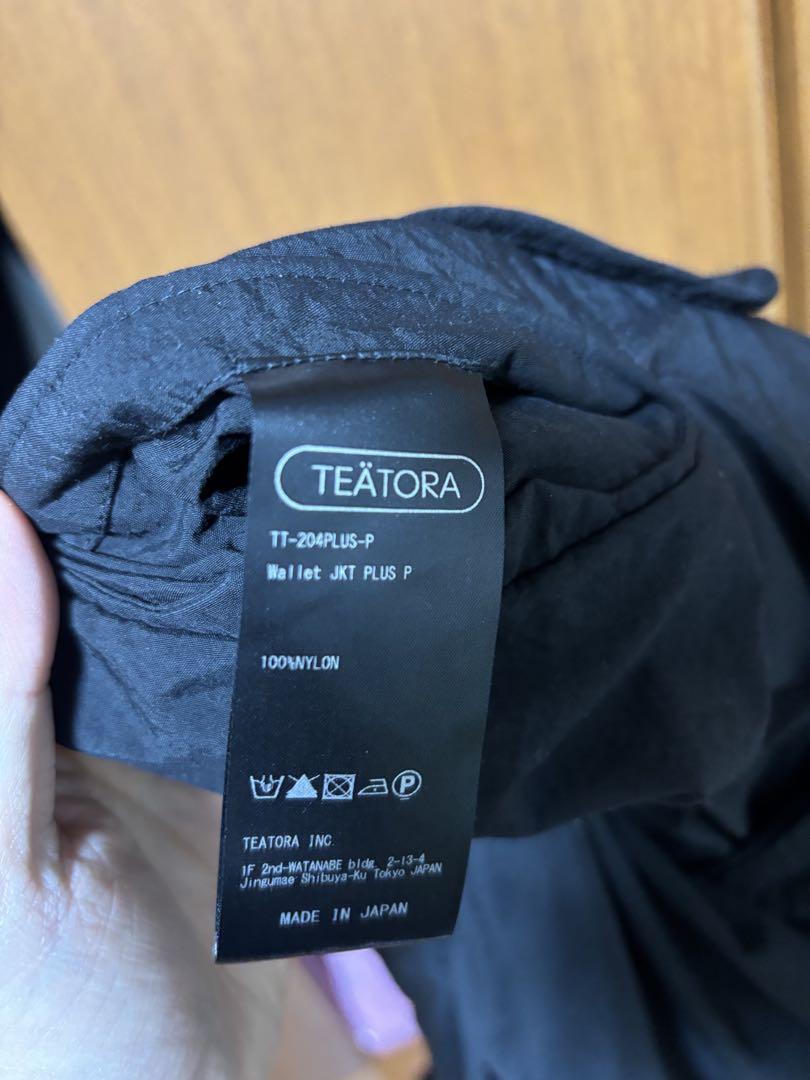 TEÄTORA
TT-204PLUS-P
Wallet JKT PLUS P
100%NYLON
P
TEATORA INC.
1F 2nd-WATANABE bldg. 2-13-4
Jingumae Shibuya-Ku Tokyo JAPAN
MADE IN JAPAN